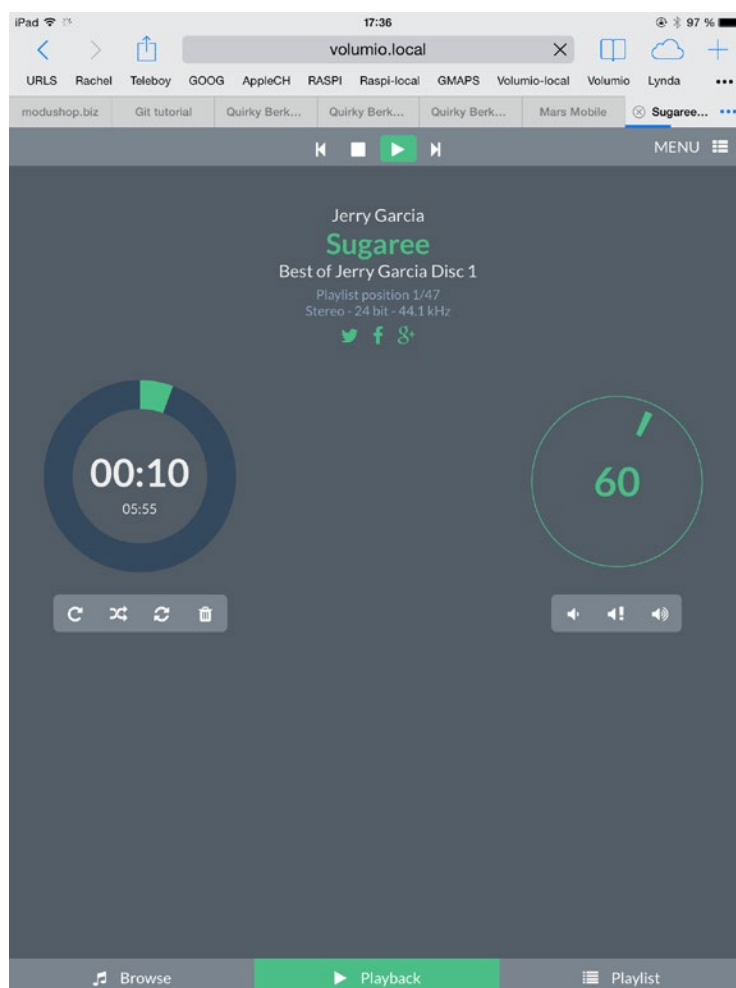 iPad 17:36 97 %
volumio.local
URLS Rachel Teleboy GOOG AppleCH RASPI Raspi-local GMAPS Volumio-local Volumio Lynda
modushop.biz Git tutorial Quirky Berk... Quirky Berk... Quirky Berk... Mars Mobile Sugaree...
MENU
Jerry Garcia
Sugaree
Best of Jerry Garcia Disc 1
Playlist position 1/47
Stereo - 24 bit - 44.1 kHz
00:10
05:55
60
Browse Playback Playlist